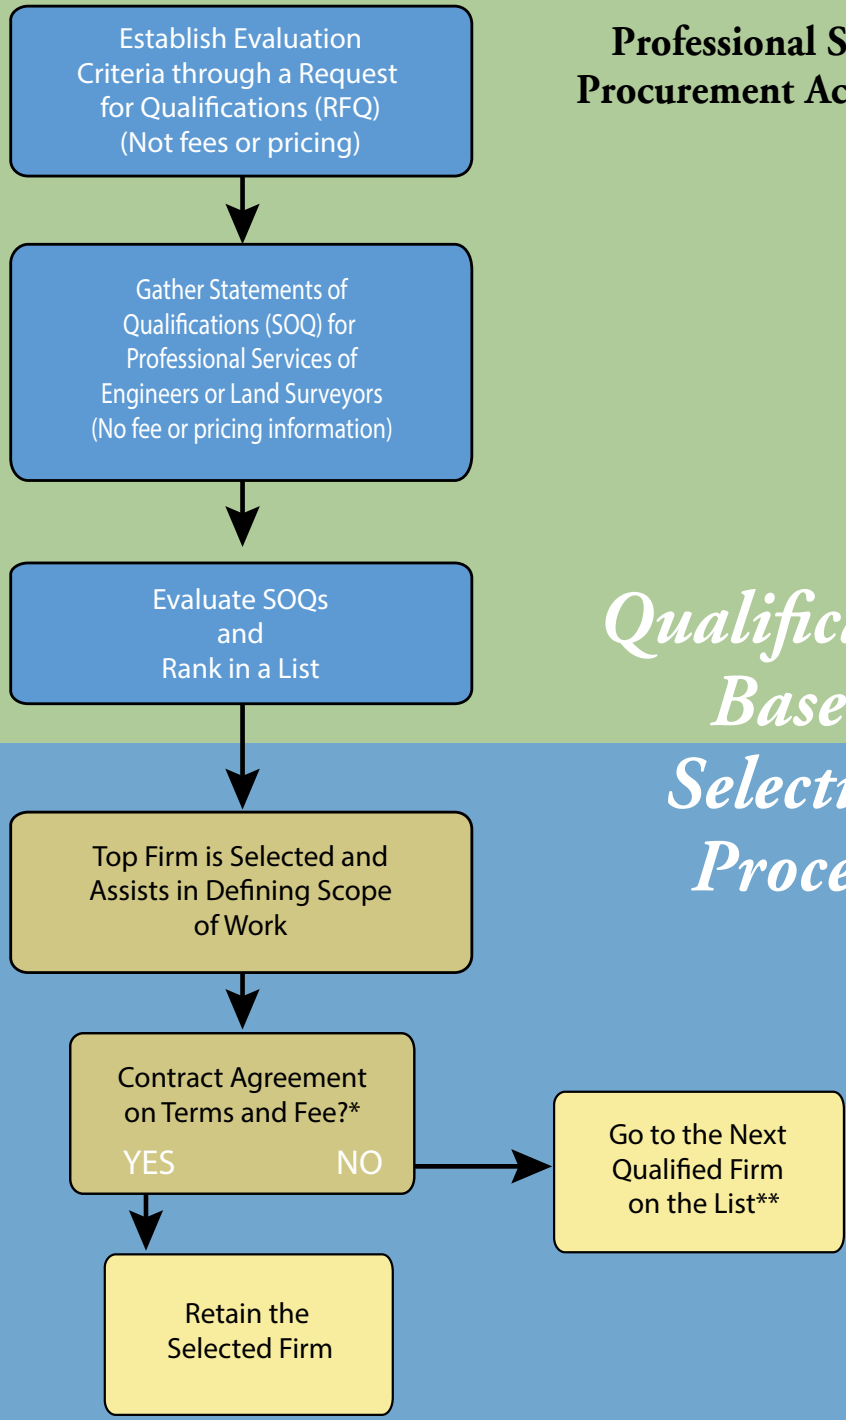 Establish Evaluation
Criteria through a Request
for Qualifications (RFQ)
(Not fees or pricing)
Professional S
Procurement Ac
Gather Statements of
Qualifications (SOQ) for
Professional Services of
Engineers or Land Surveyors
(No fee or pricing information)
Evaluate SOQs
and
Rank in a List
Qualific
Base
Selecti
Proce
Top Firm is Selected and
Assists in Defining Scope
of Work
Contract Agreement
on Terms and Fee?*
YES NO
Go to the Next
Qualified Firm
on the List**
Retain the
Selected Firm